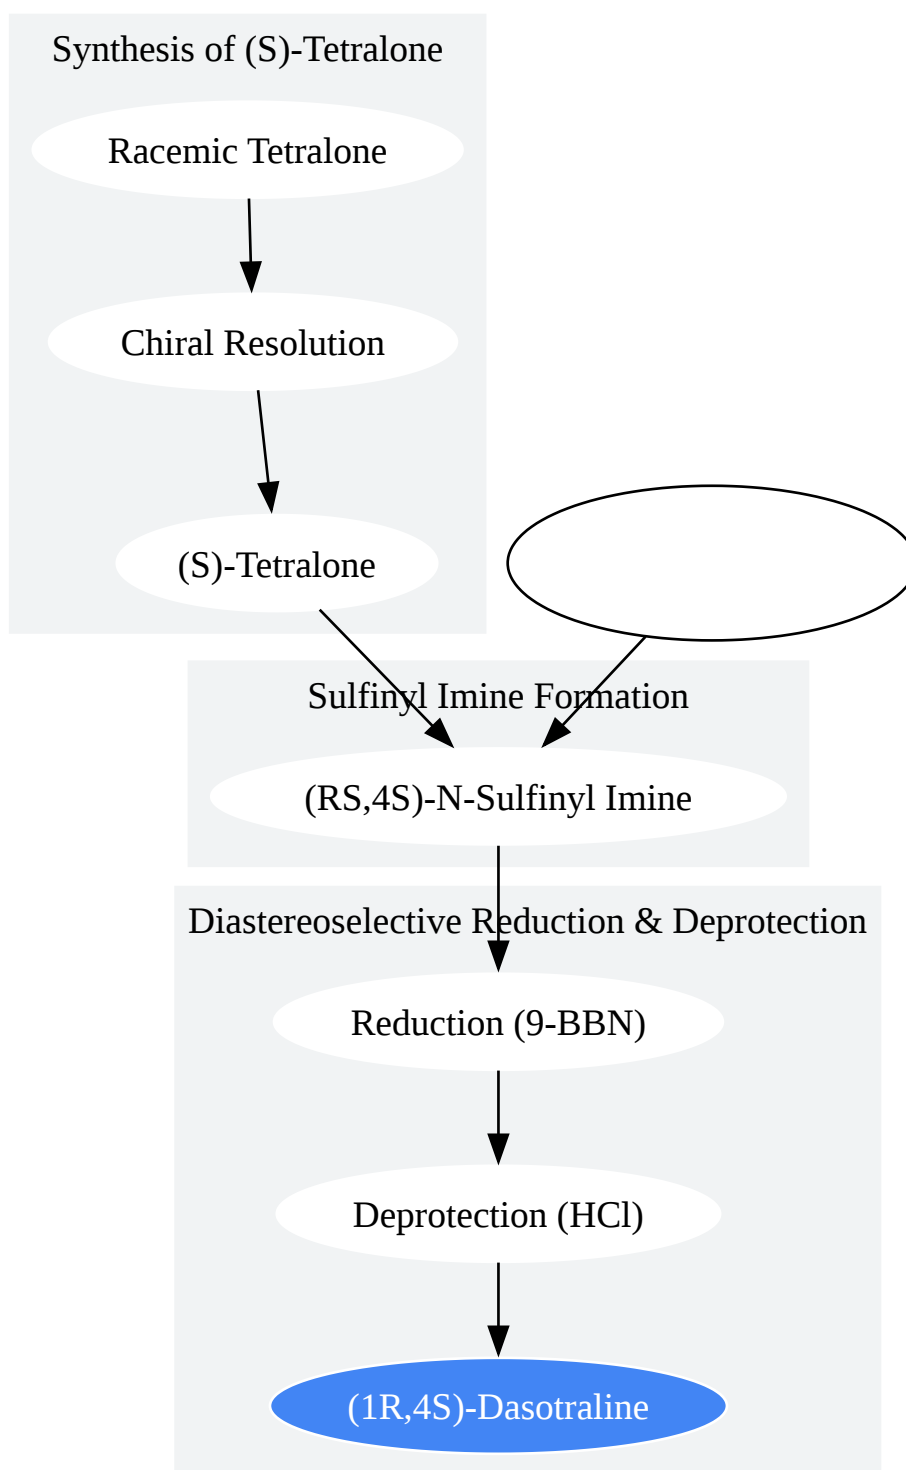 Synthesis of (S)-Tetralone
Racemic Tetralone
Chiral Resolution
(S)-Tetralone
Sulfinyl Imine Formation
(RS,4S)-N-Sulfinyl Imine
Diastereoselective Reduction & Deprotection
Reduction (9-BBN)
Deprotection (HCl)
(1R,4S)-Dasotraline